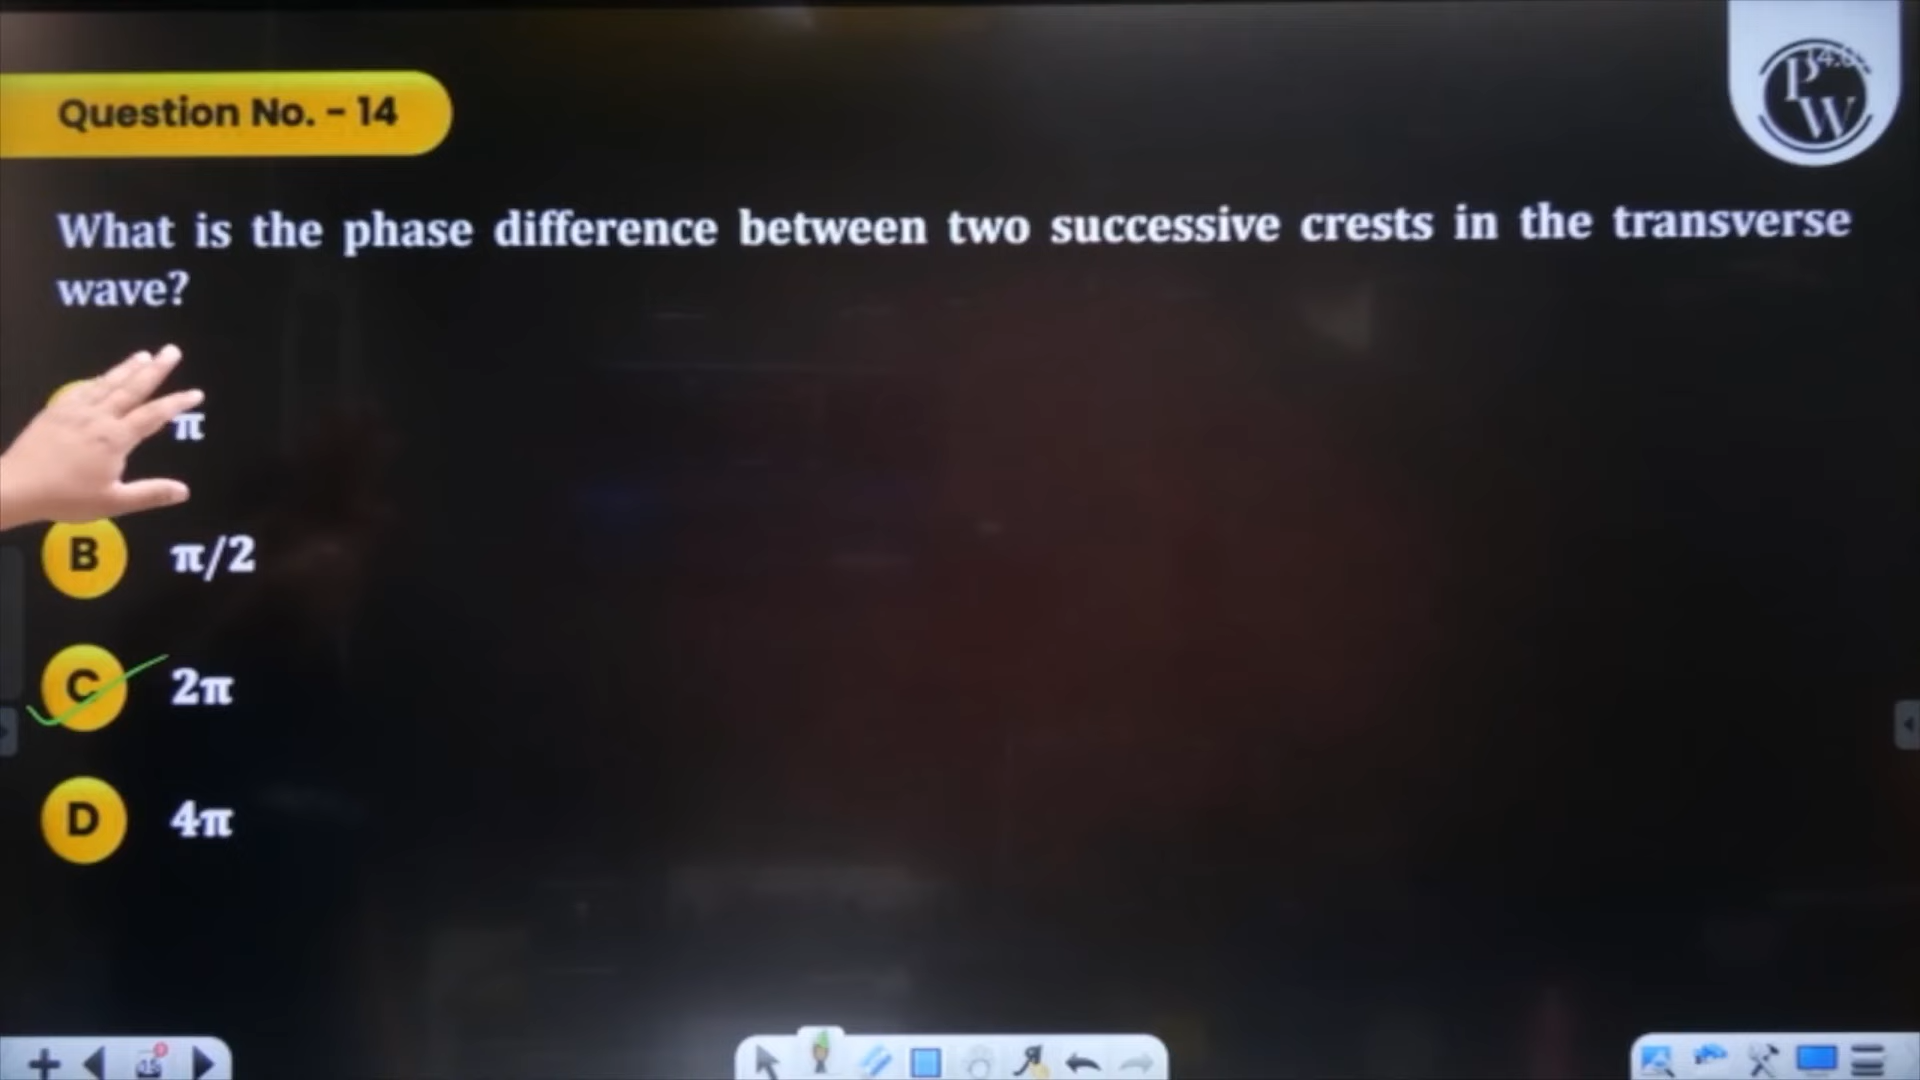 Question No. - 14
PW
What is the phase difference between two successive crests in the transverse
wave?
π
B π/2
C 2π
D 4π